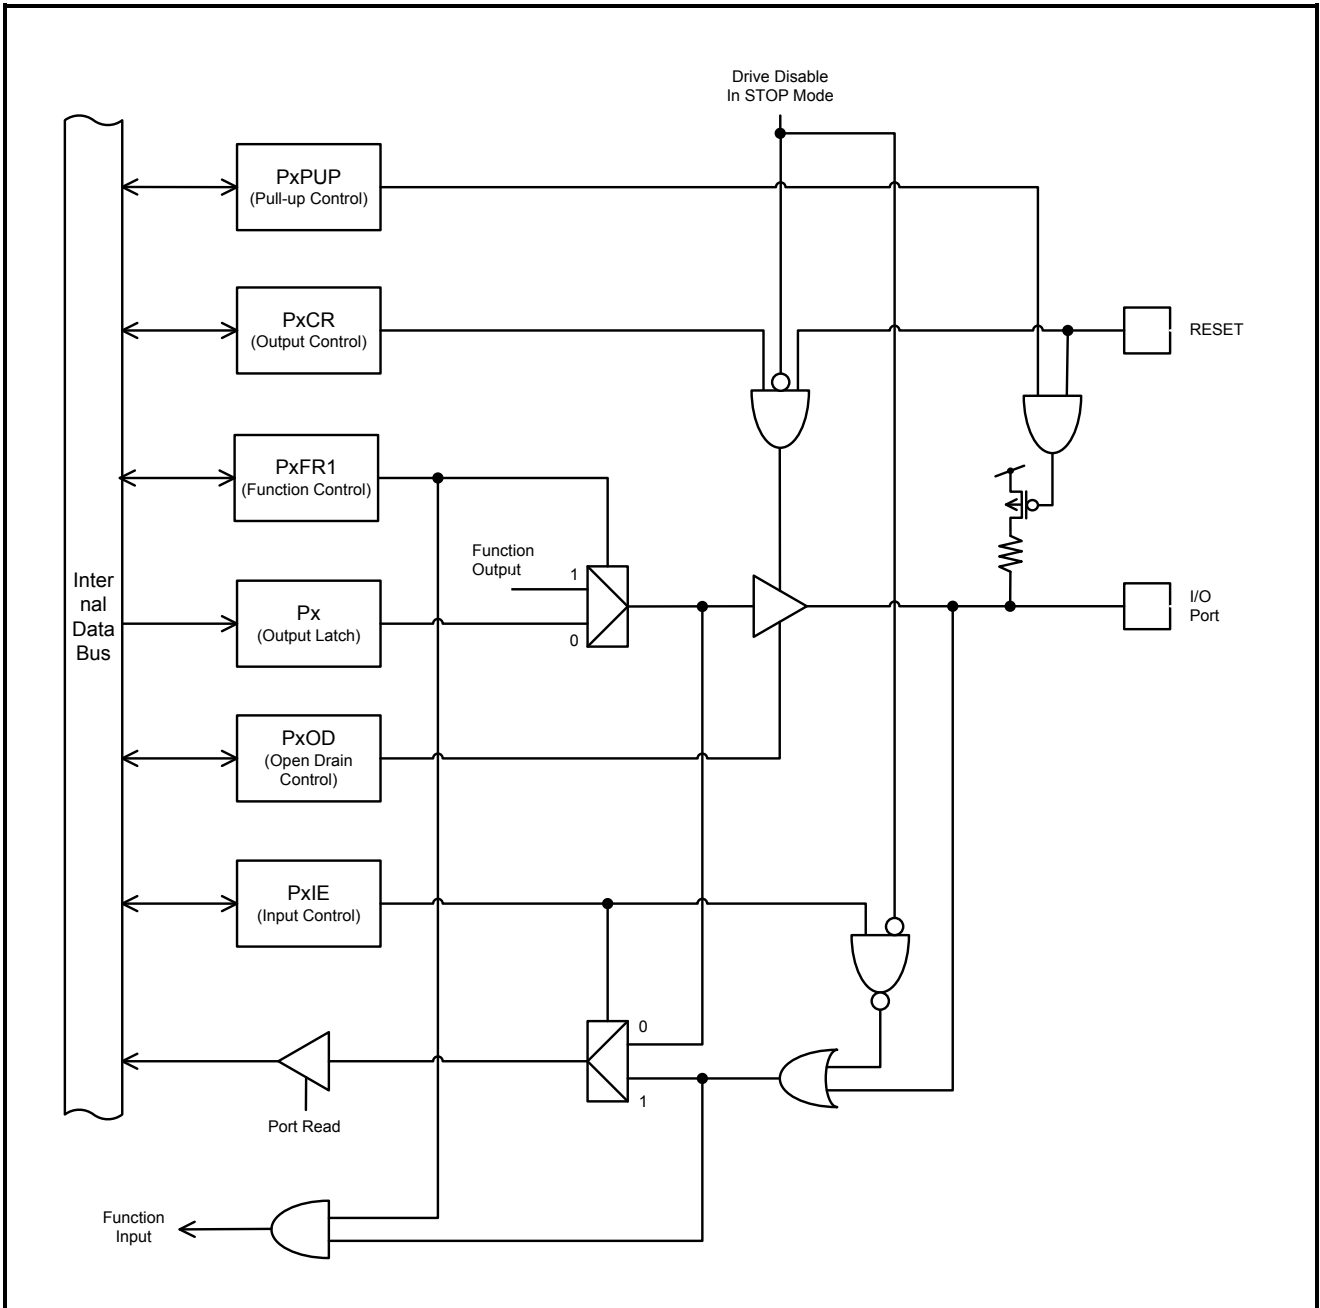 Drive Disable
In STOP Mode
PxPUP
(Pull-up Control)
PxCR
(Output Control)
RESET
PxFR1
(Function Control)
Function
Output
1
0
Inter
nal
Data
Bus
Px
(Output Latch)
I/O
Port
PxOD
(Open Drain
Control)
PxIE
(Input Control)
0
1
Port Read
Function
Input